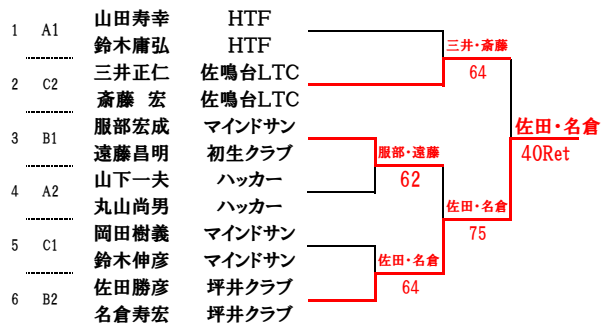 1 A1 山田寿幸 HTF
鈴木庸弘 HTF
2 C2 三井正仁 佐鳴台LTC
斎藤 宏 佐鳴台LTC
3 B1 服部宏成 マインドサン
遠藤昌明 初生クラブ
4 A2 山下一夫 ハッカー
丸山尚男 ハッカー
5 C1 岡田樹義 マインドサン
鈴木伸彦 マインドサン
6 B2 佐田勝彦 坪井クラブ
名倉寿宏 坪井クラブ
三井・斎藤
64
服部・遠藤
62
佐田・名倉
64
佐田・名倉
75
佐田・名倉
40Ret